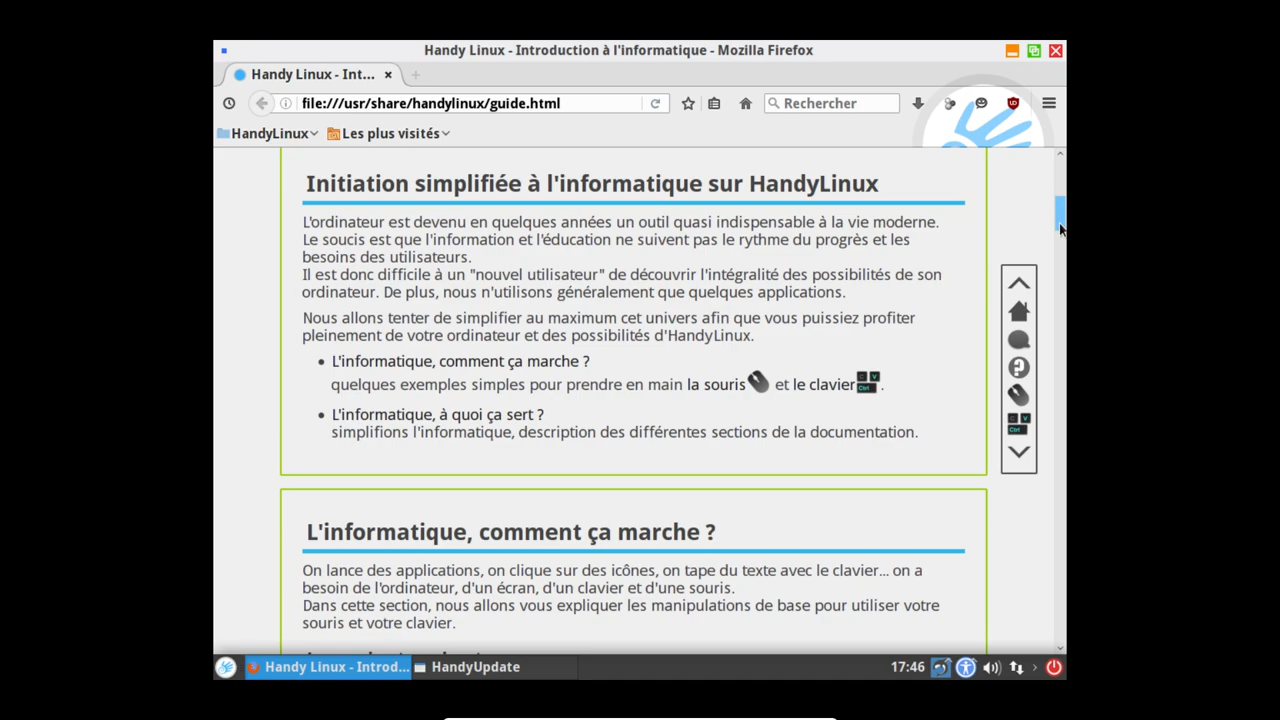 Handy Linux - Introduction à l'informatique - Mozilla Firefox
Handy Linux - Int...
file:///usr/share/handylinux/guide.html
Rechercher
HandyLinux
Les plus visités
Initiation simplifiée à l'informatique sur HandyLinux
L'ordinateur est devenu en quelques années un outil quasi indispensable à la vie moderne.
Le soucis est que l'information et l'éducation ne suivent pas le rythme du progrès et les
besoins des utilisateurs.
Il est donc difficile à un "nouvel utilisateur" de découvrir l'intégralité des possibilités de son
ordinateur. De plus, nous n'utilisons généralement que quelques applications.
Nous allons tenter de simplifier au maximum cet univers afin que vous puissiez profiter
pleinement de votre ordinateur et des possibilités d'HandyLinux.
• L'informatique, comment ça marche ?
quelques exemples simples pour prendre en main la souris et le clavier C V Ctrl .
• L'informatique, à quoi ça sert ?
simplifions l'informatique, description des différentes sections de la documentation.
C V
Ctrl
L'informatique, comment ça marche ?
On lance des applications, on clique sur des icônes, on tape du texte avec le clavier... on a
besoin de l'ordinateur, d'un écran, d'un clavier et d'une souris.
Dans cette section, nous allons vous expliquer les manipulations de base pour utiliser votre
souris et votre clavier.
Handy Linux - Introd...
HandyUpdate
17:46